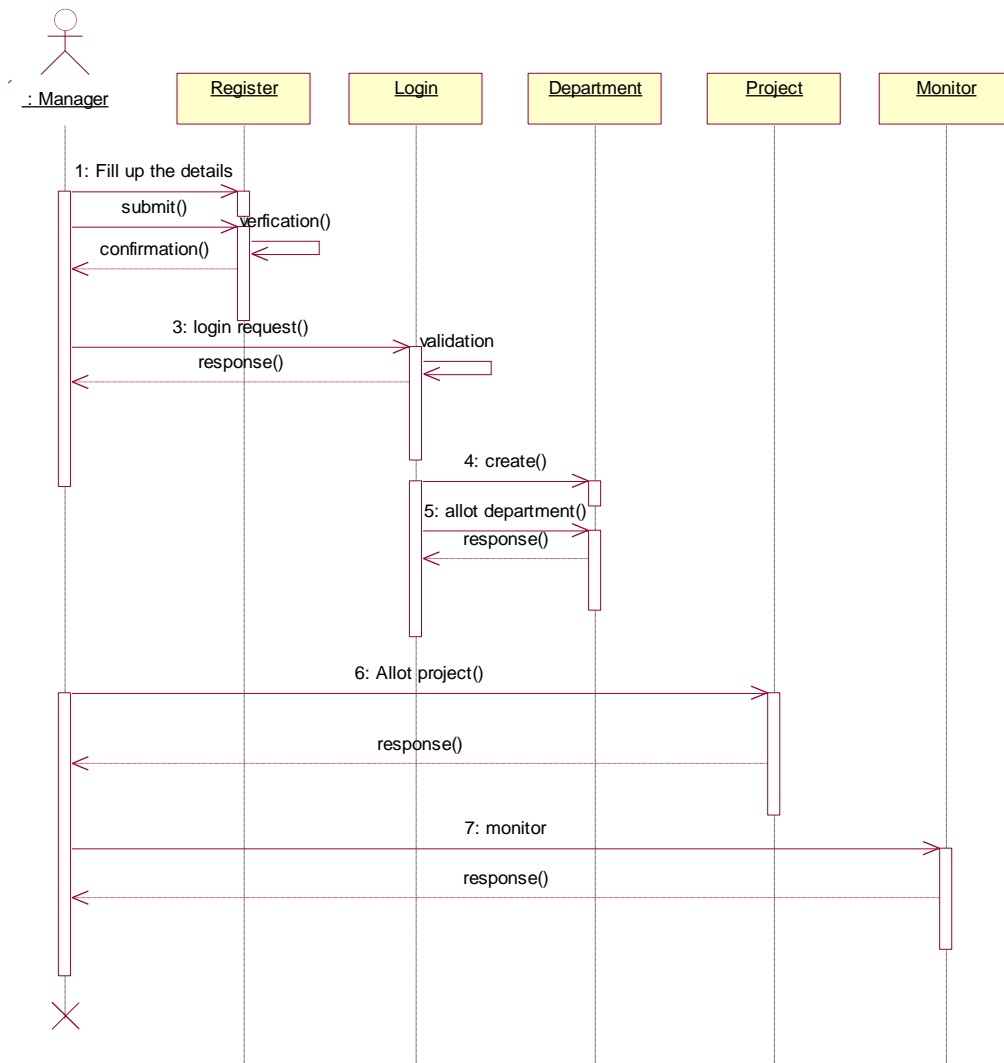 : Manager
Register
Login
Department
Project
Monitor
1: Fill up the details
submit()
verfication()
confirmation()
3: login request()
validation
response()
4: create()
5: allot department()
response()
6: Allot project()
response()
7: monitor
response()